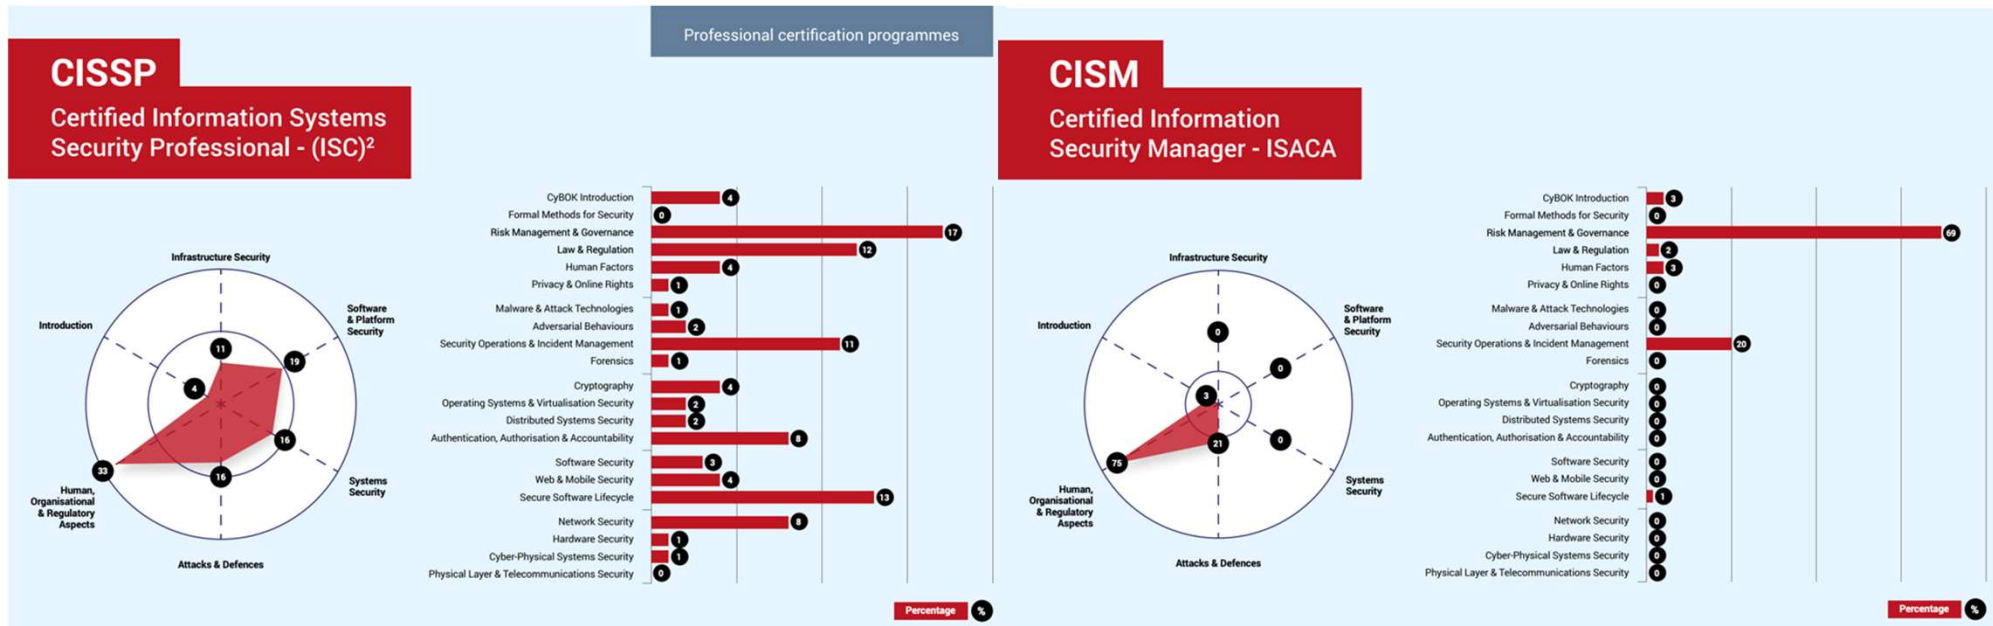 Professional certification programmes
CISSP
Certified Information Systems
Security Professional - (ISC)²
Infrastructure Security
Software
& Platform
Security
Introduction
11
19
4
16
33
16
Human,
Organisational
& Regulatory
Aspects
Systems
Security
Attacks & Defences
CyBOK Introduction 4
Formal Methods for Security 0
Risk Management & Governance 17
Law & Regulation 12
Human Factors 4
Privacy & Online Rights 1
Malware & Attack Technologies 1
Adversarial Behaviours 2
Security Operations & Incident Management 11
Forensics 1
Cryptography 4
Operating Systems & Virtualisation Security 2
Distributed Systems Security 2
Authentication, Authorisation & Accountability 8
Software Security 3
Web & Mobile Security 4
Secure Software Lifecycle 13
Network Security 8
Hardware Security 1
Cyber-Physical Systems Security 1
Physical Layer & Telecommunications Security 0
Percentage %
CISM
Certified Information
Security Manager - ISACA
Infrastructure Security
Software
& Platform
Security
Introduction
0
0
3
0
21
75
Human,
Organisational
& Regulatory
Aspects
Systems
Security
Attacks & Defences
CyBOK Introduction 3
Formal Methods for Security 0
Risk Management & Governance 69
Law & Regulation 2
Human Factors 3
Privacy & Online Rights 0
Malware & Attack Technologies 0
Adversarial Behaviours 0
Security Operations & Incident Management 20
Forensics 0
Cryptography 0
Operating Systems & Virtualisation Security 0
Distributed Systems Security 0
Authentication, Authorisation & Accountability 0
Software Security 0
Web & Mobile Security 0
Secure Software Lifecycle 1
Network Security 0
Hardware Security 0
Cyber-Physical Systems Security 0
Physical Layer & Telecommunications Security 0
Percentage %